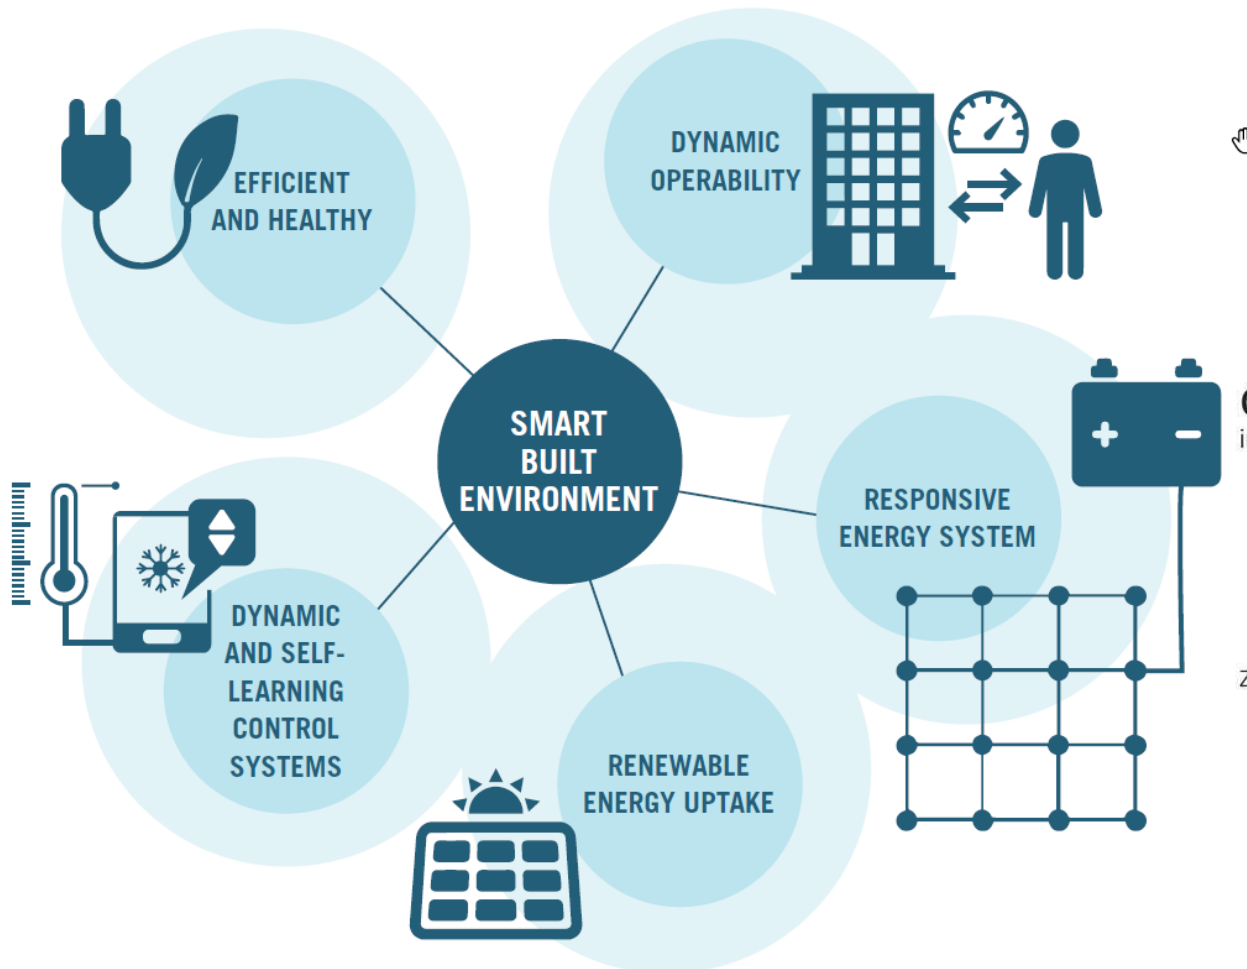 EFFICIENT
AND HEALTHY
DYNAMIC
OPERABILITY
SMART
BUILT
ENVIRONMENT
RESPONSIVE
ENERGY SYSTEM
DYNAMIC
AND SELF-
LEARNING
CONTROL
SYSTEMS
RENEWABLE
ENERGY UPTAKE